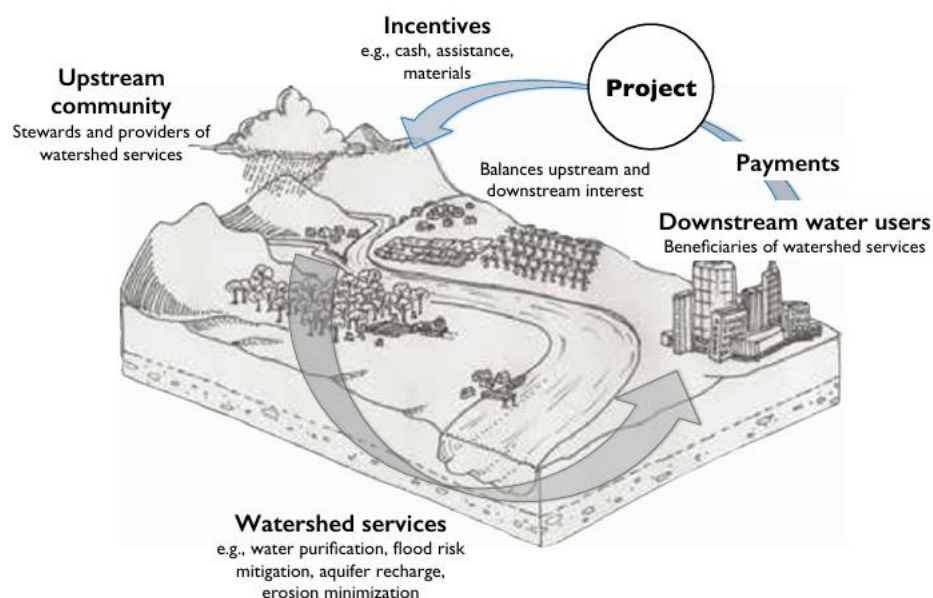 Incentives
e.g., cash, assistance,
materials
Project
Upstream
community
Stewards and providers of
watershed services
Balances upstream and
downstream interest
Payments
Downstream water users
Beneficiaries of watershed services
Watershed services
e.g., water purification, flood risk
mitigation, aquifer recharge,
erosion minimization